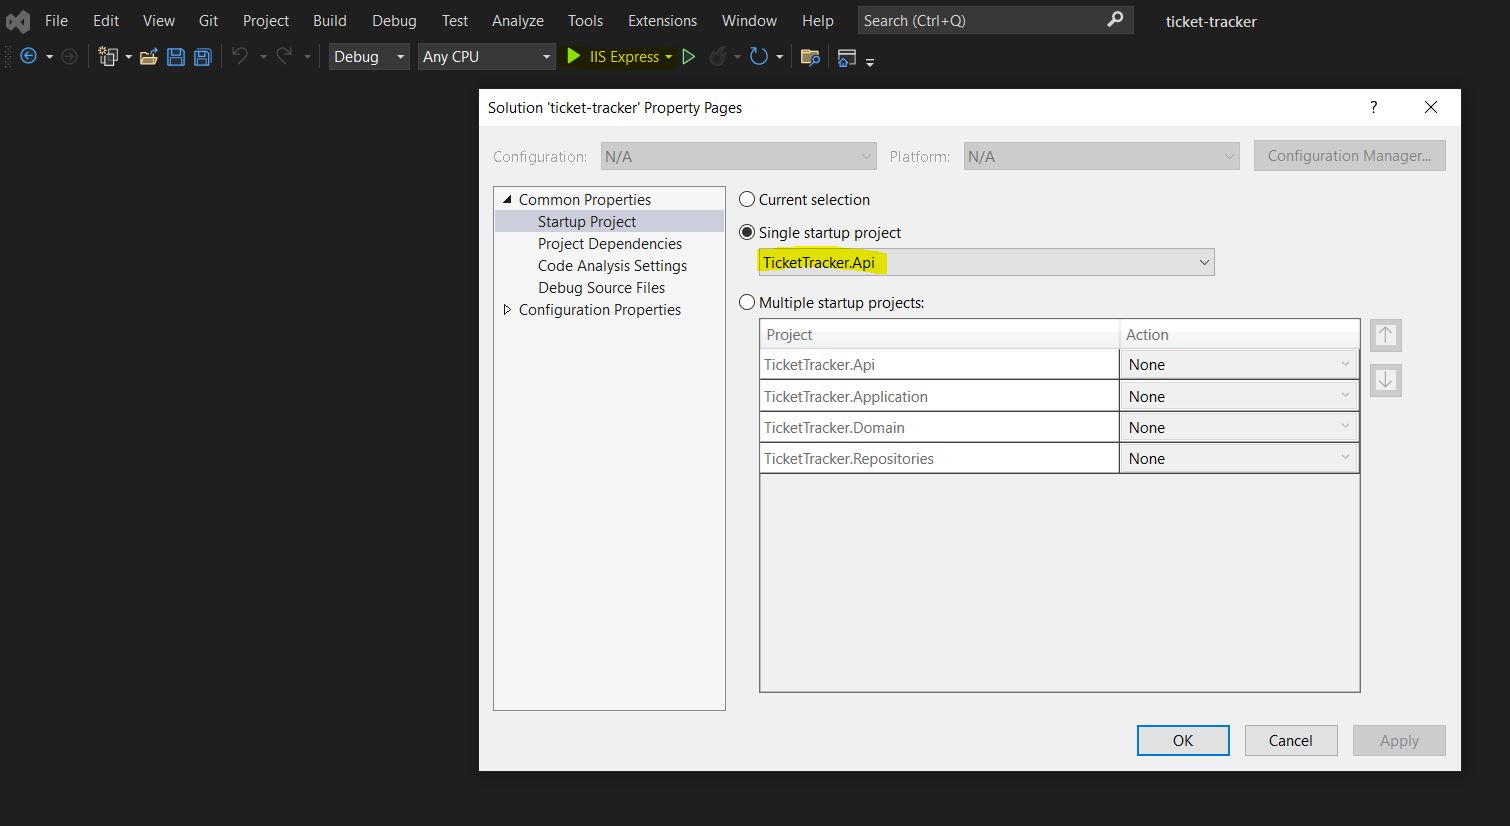 File Edit View Git Project Build Debug Test Analyze Tools Extensions Window Help Search (Ctrl+Q) ticket-tracker
Debug Any CPU IIS Express
Solution 'ticket-tracker' Property Pages ?
Configuration: N/A Platform: N/A Configuration Manager...
Common Properties
Startup Project
Project Dependencies
Code Analysis Settings
Debug Source Files
Configuration Properties
Current selection
Single startup project
TicketTracker.Api
Multiple startup projects:
Project Action
TicketTracker.Api None
TicketTracker.Application None
TicketTracker.Domain None
TicketTracker.Repositories None
OK Cancel Apply